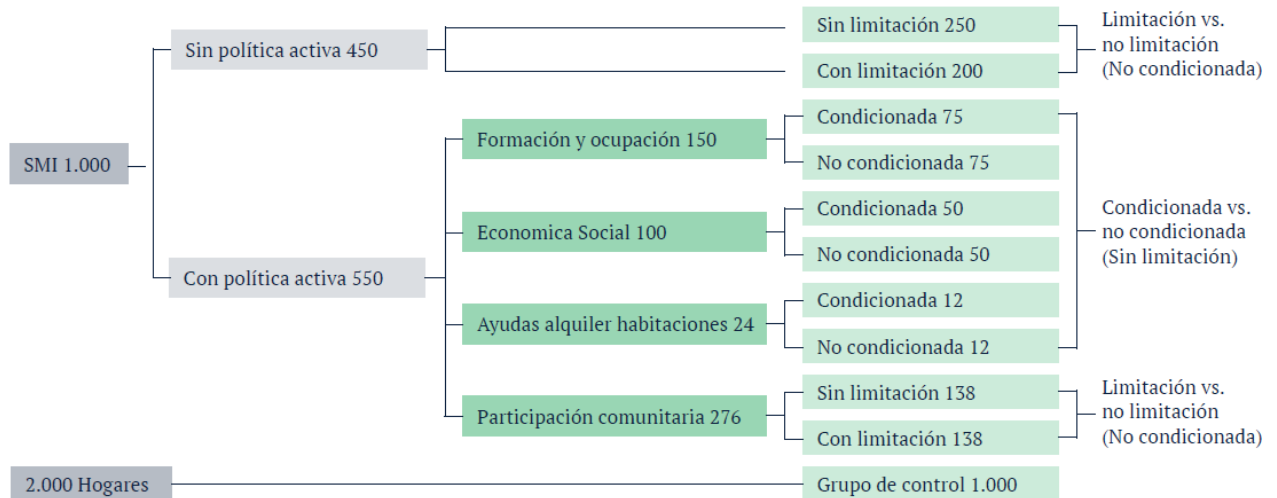 SMI 1.000
Sin política activa 450
Con política activa 550
Formación y ocupación 150
Economica Social 100
Ayudas alquiler habitaciones 24
Participación comunitaria 276
Sin limitación 250
Con limitación 200
Condicionada 75
No condicionada 75
Condicionada 50
No condicionada 50
Condicionada 12
No condicionada 12
Sin limitación 138
Con limitación 138
Limitación vs.
no limitación
(No condicionada)
Condicionada vs.
no condicionada
(Sin limitación)
Limitación vs.
no limitación
(No condicionada)
2.000 Hogares
Grupo de control 1.000